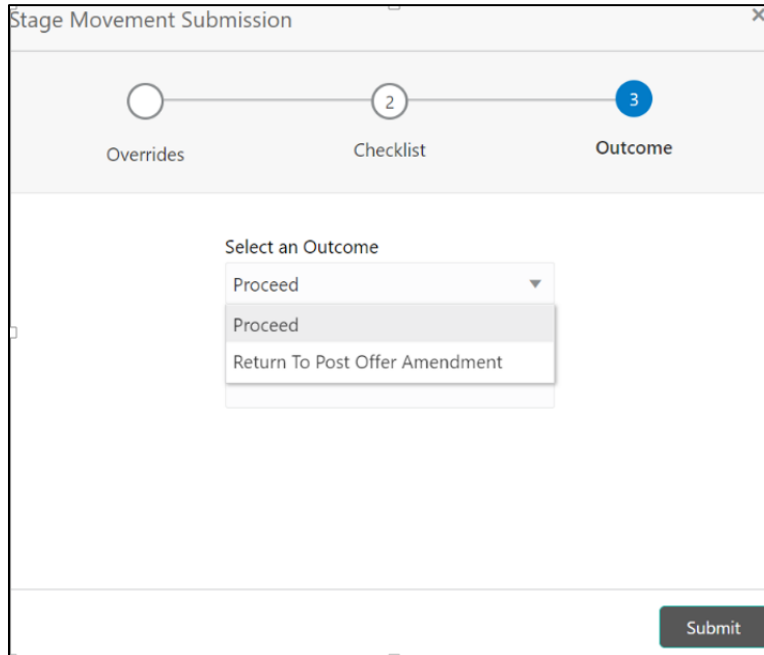 Stage Movement Submission
2
3
Overrides
Checklist
Outcome
Select an Outcome
Proceed
Proceed
Return To Post Offer Amendment
Submit